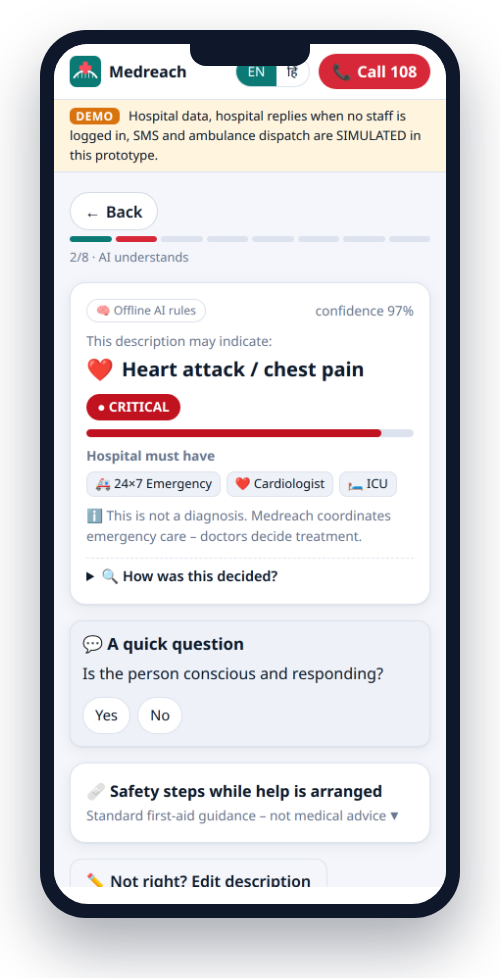 Medreach
EN
हिं
Call 108
DEMO Hospital data, hospital replies when no staff is
logged in, SMS and ambulance dispatch are SIMULATED in
this prototype.
← Back
2/8 · AI understands
Offline AI rules
confidence 97%
This description may indicate:
Heart attack / chest pain
● CRITICAL
Hospital must have
24×7 Emergency
Cardiologist
ICU
This is not a diagnosis. Medreach coordinates
emergency care – doctors decide treatment.
▶ How was this decided?
A quick question
Is the person conscious and responding?
Yes
No
Safety steps while help is arranged
Standard first-aid guidance – not medical advice ▼
Not right? Edit description